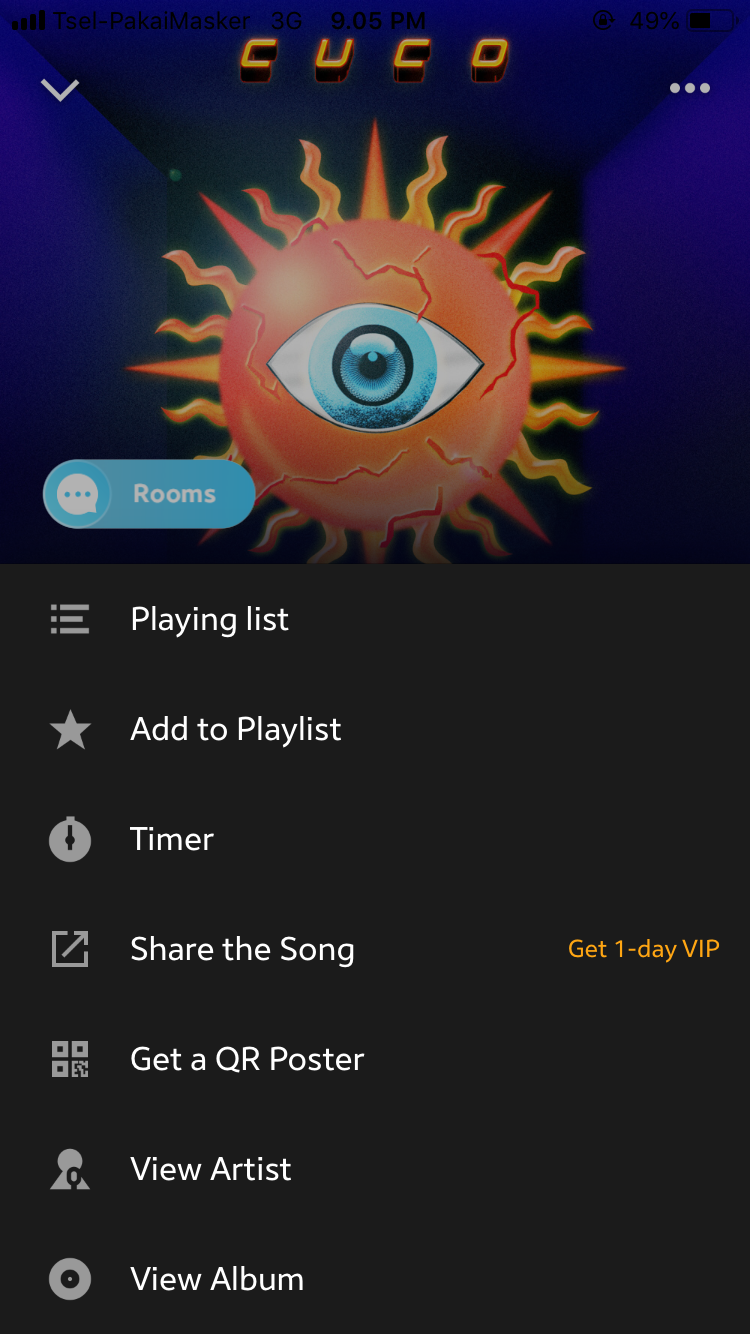 Tsel-PakaiMasker 3G 9.05 PM 49%
CUCO
Rooms
Playing list
Add to Playlist
Timer
Share the Song Get 1-day VIP
Get a QR Poster
View Artist
View Album